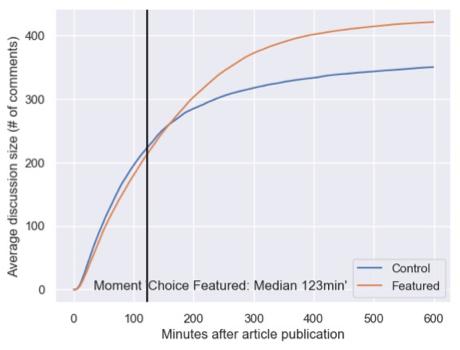 Average discussion size (# of comments)
400
300
200
100
0
Moment Choice Featured: Median 123min'
Control
Featured
0 100 200 300 400 500 600
Minutes after article publication